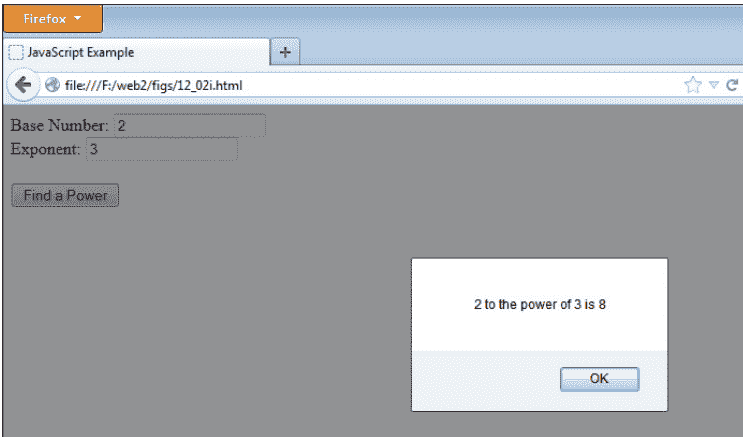 Firefox
JavaScript Example
file:///F:/web2/figs/12_02i.html
Base Number: 2
Exponent: 3
Find a Power
2 to the power of 3 is 8
OK